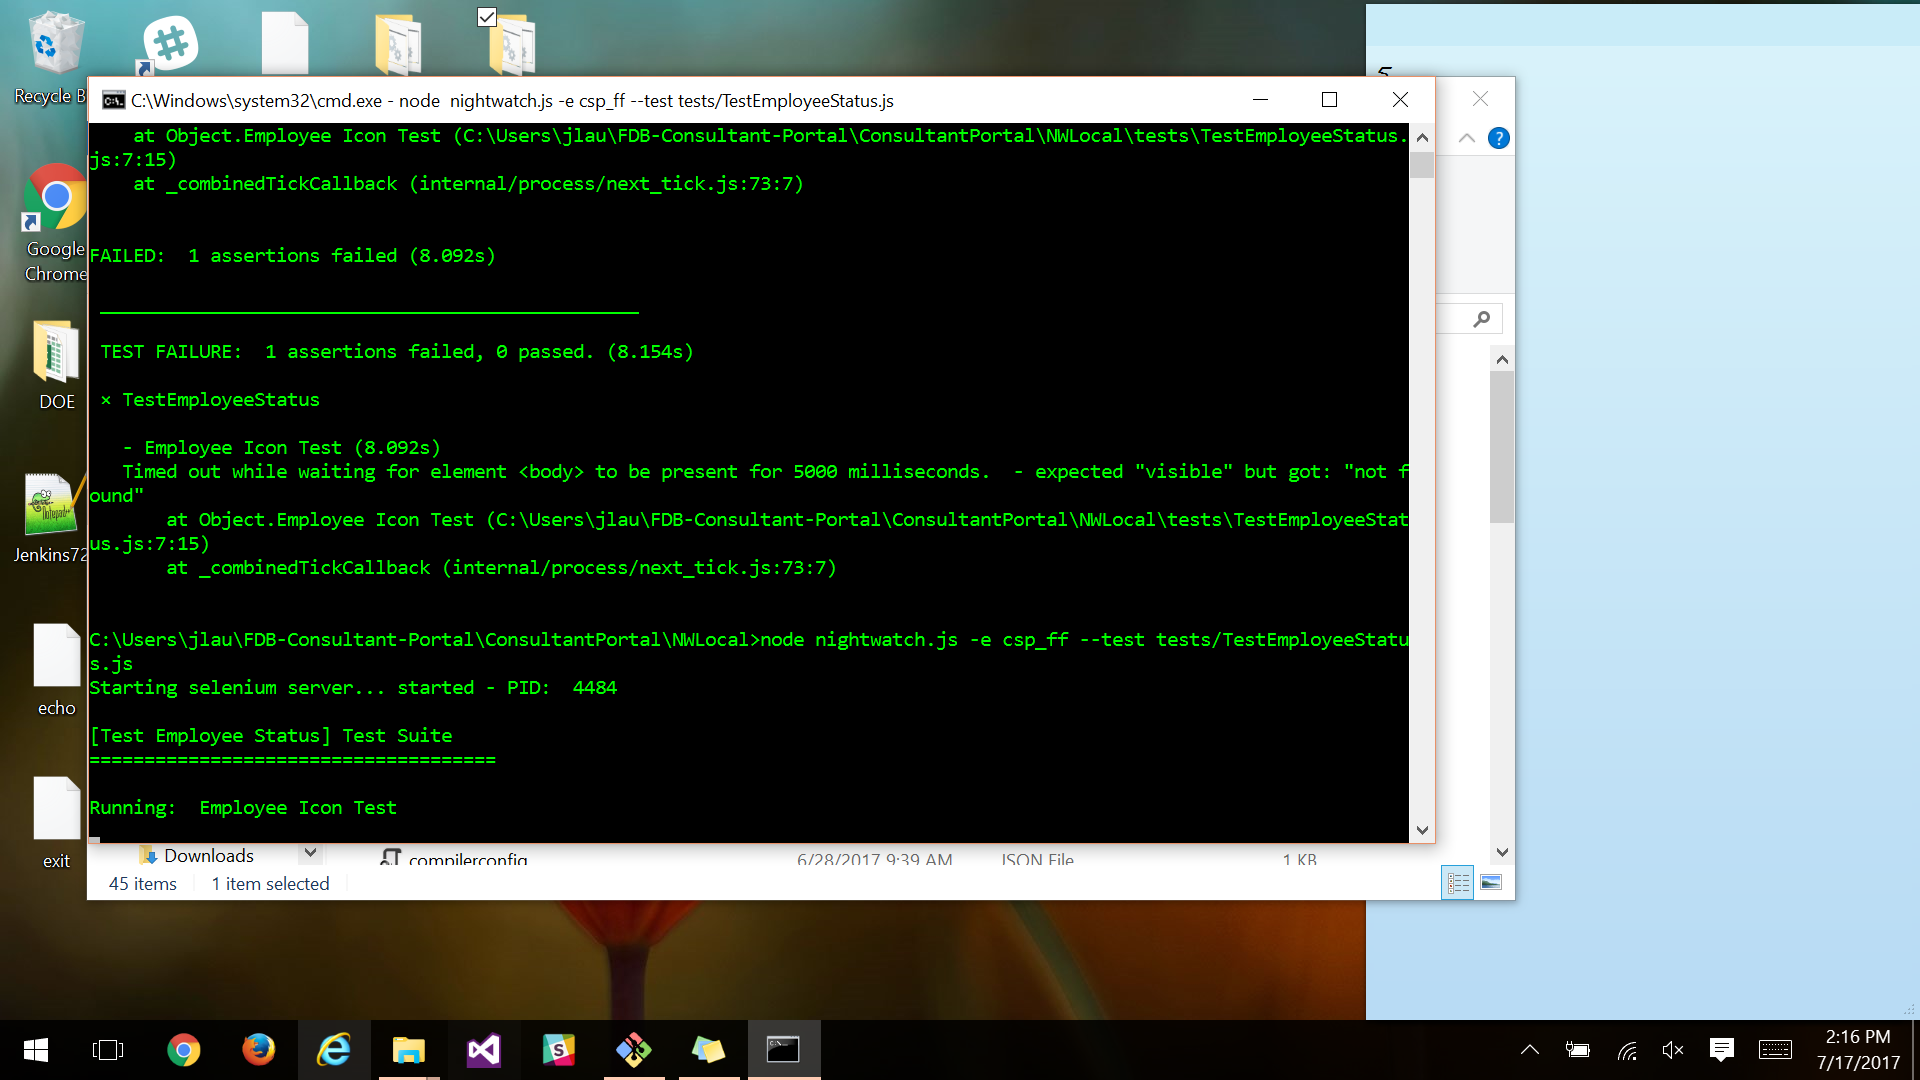 Recycle B
C:\Windows\system32\cmd.exe - node  nightwatch.js -e csp_ff --test tests/TestEmployeeStatus.js
    at Object.Employee Icon Test (C:\Users\jlau\FDB-Consultant-Portal\ConsultantPortal\NWLocal\tests\TestEmployeeStatus.
js:7:15)
    at _combinedTickCallback (internal/process/next_tick.js:73:7)
FAILED:  1 assertions failed (8.092s)
TEST FAILURE:  1 assertions failed, 0 passed. (8.154s)
× TestEmployeeStatus
- Employee Icon Test (8.092s)
Timed out while waiting for element <body> to be present for 5000 milliseconds.  - expected "visible" but got: "not f
ound"
at Object.Employee Icon Test (C:\Users\jlau\FDB-Consultant-Portal\ConsultantPortal\NWLocal\tests\TestEmployeeStat
us.js:7:15)
at _combinedTickCallback (internal/process/next_tick.js:73:7)
C:\Users\jlau\FDB-Consultant-Portal\ConsultantPortal\NWLocal>node nightwatch.js -e csp_ff --test tests/TestEmployeeStatu
s.js
Starting selenium server... started - PID:  4484
[Test Employee Status] Test Suite
=====================================
Running:  Employee Icon Test
Google
Chrome
DOE
Jenkins72
echo
exit
Downloads
compilerconfig 6/28/2017 9:39 AM JSON File 1 KB
45 items 1 item selected
2:16 PM
7/17/2017